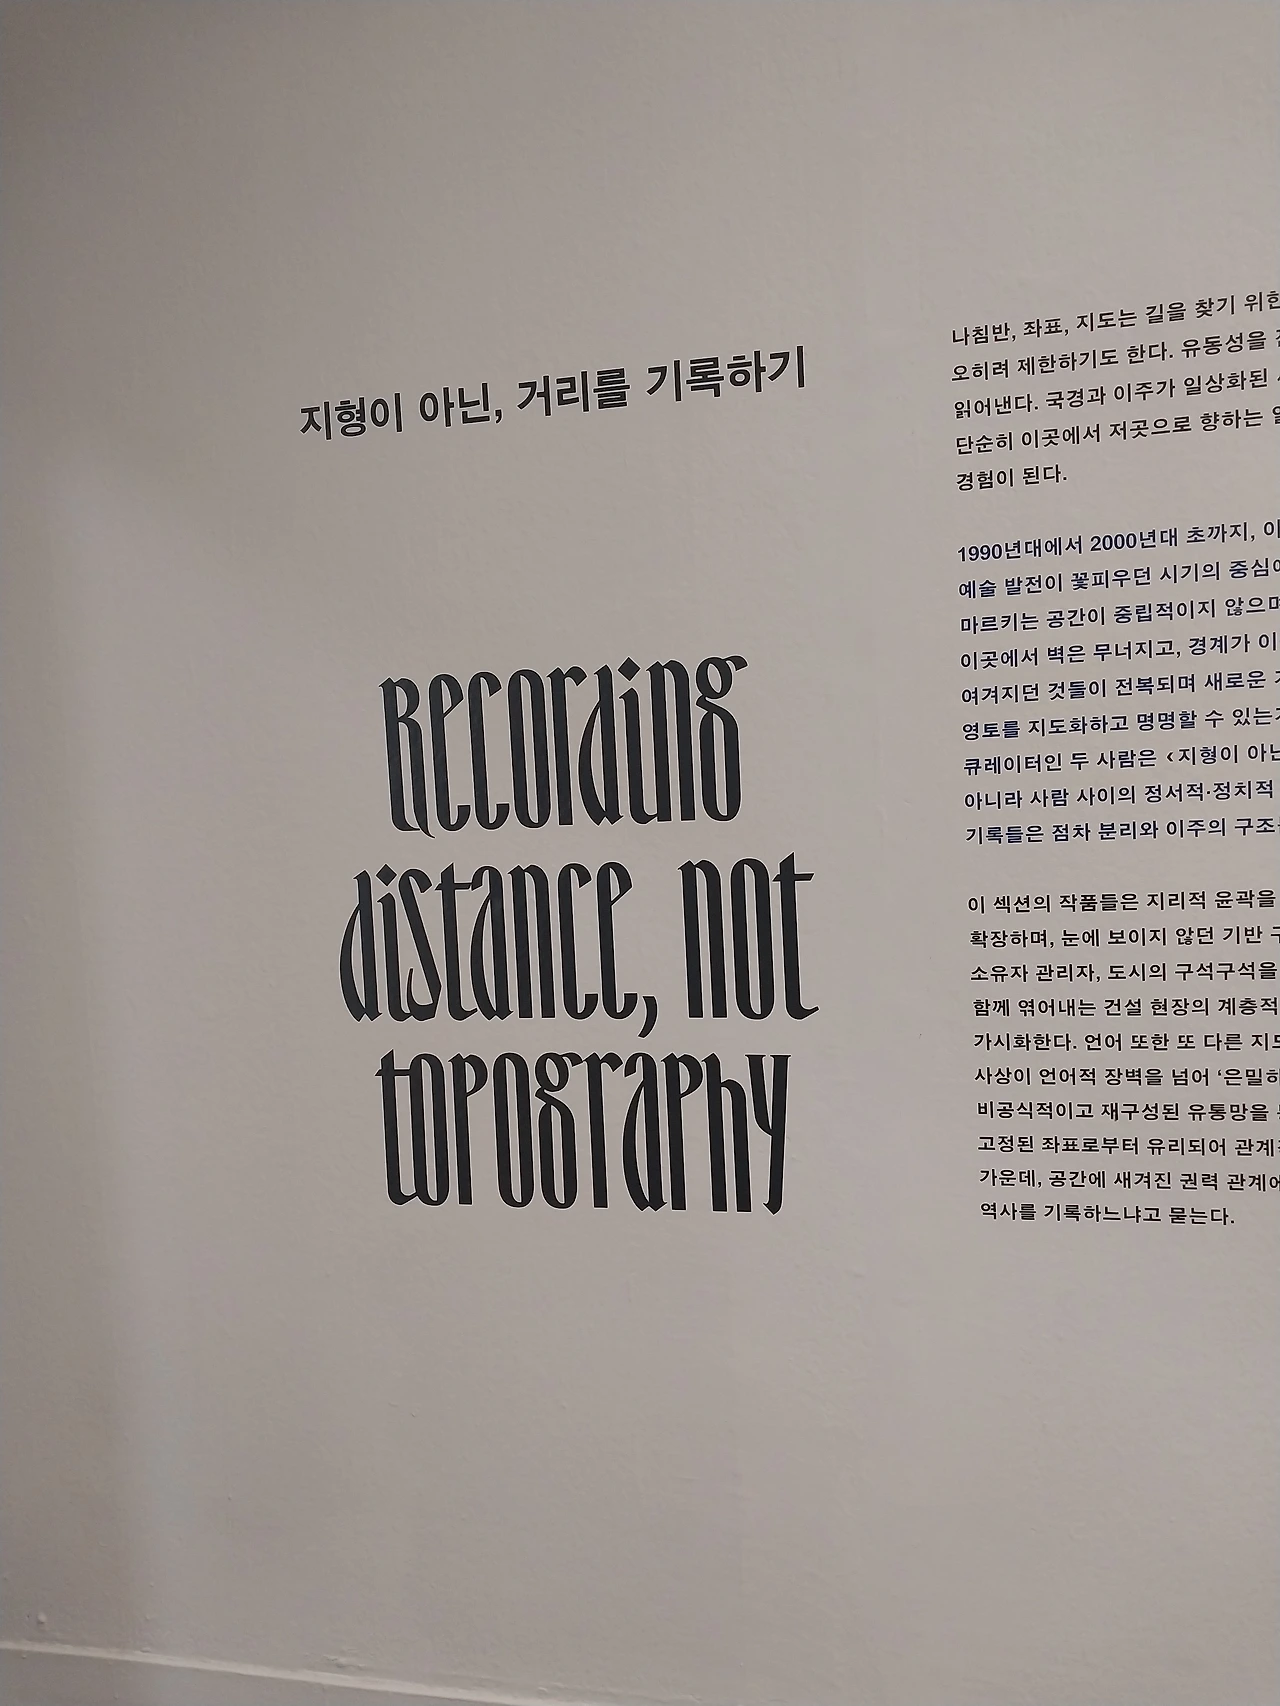 지형이 아닌, 거리를 기록하기
Recording
distance, not
topography
나침반, 좌표, 지도는 길을 찾기 위한
오히려 제한하기도 한다. 유동성을
읽어낸다. 국경과 이주가 일상화된
단순히 이곳에서 저곳으로 향하는
경험이 된다.
1990년대에서 2000년대 초까지,
예술 발전이 꽃피우던 시기의
마르키는 공간이 중립적이지 않으며
이곳에서 벽은 무너지고, 경계가
여겨지던 것들이 전복되며 새로운
영토를 지도화하고 명명할 수
큐레이터인 두 사람은 ‹지형이
아니라 사람 사이의 정서적·정치적
기록들은 점차 분리와 이주의
이 섹션의 작품들은 지리적 윤곽을
확장하며, 눈에 보이지 않던 기반
소유자 관리자, 도시의 구석구석을
함께 엮어내는 건설 현장의
가시화한다. 언어 또한 또 다른
사상이 언어적 장벽을 넘어
비공식적이고 재구성된 유통망을
고정된 좌표로부터 유리되어
가운데, 공간에 새겨진 권력
역사를 기록하느냐고 묻는다.